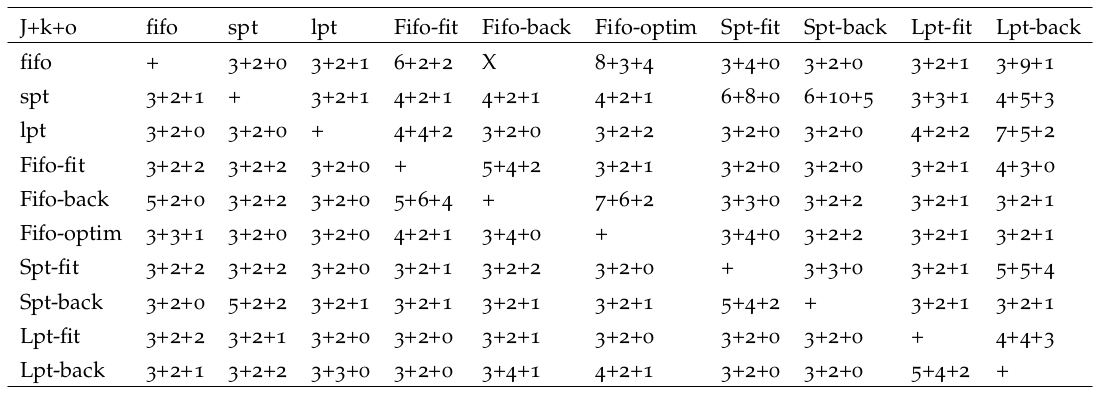 J+k+o fifo spt lpt Fifo-fit Fifo-back Fifo-optim Spt-fit Spt-back Lpt-fit Lpt-back
fifo + 3+2+0 3+2+1 6+2+2 X 8+3+4 3+4+0 3+2+0 3+2+1 3+9+1
spt 3+2+1 + 3+2+1 4+2+1 4+2+1 4+2+1 6+8+0 6+10+5 3+3+1 4+5+3
lpt 3+2+0 3+2+0 + 4+4+2 3+2+0 3+2+2 3+2+0 3+2+0 4+2+2 7+5+2
Fifo-fit 3+2+2 3+2+2 3+2+0 + 5+4+2 3+2+1 3+2+0 3+2+0 3+2+1 4+3+0
Fifo-back 5+2+0 3+2+2 3+2+0 5+6+4 + 7+6+2 3+3+0 3+2+2 3+2+1 3+2+1
Fifo-optim 3+3+1 3+2+0 3+2+0 4+2+1 3+4+0 + 3+4+0 3+2+2 3+2+1 3+2+1
Spt-fit 3+2+2 3+2+2 3+2+0 3+2+1 3+2+2 3+2+0 + 3+3+0 3+2+1 5+5+4
Spt-back 3+2+0 5+2+2 3+2+1 3+2+1 3+2+1 3+2+1 5+4+2 + 3+2+1 3+2+1
Lpt-fit 3+2+2 3+2+1 3+2+0 3+2+0 3+2+1 3+2+0 3+2+0 3+2+0 + 4+4+3
Lpt-back 3+2+1 3+2+2 3+3+0 3+2+0 3+4+1 4+2+1 3+2+0 3+2+0 5+4+2 +